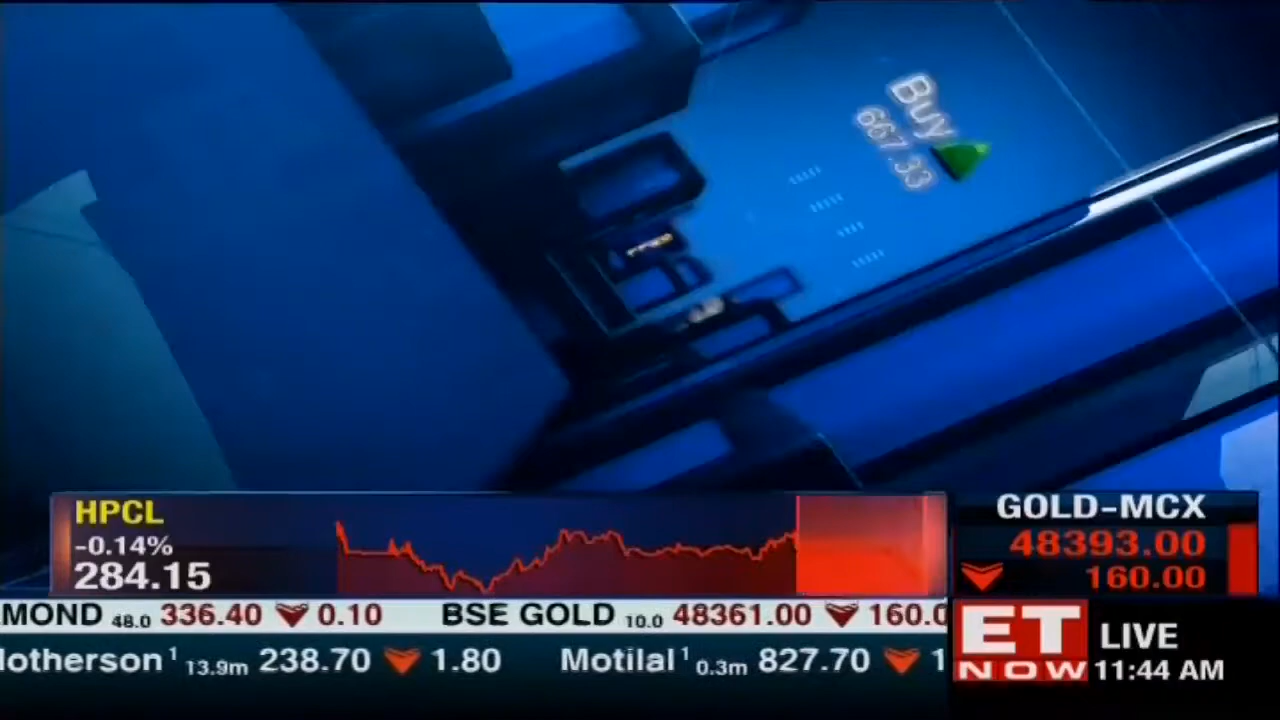 Buy
667.33
HPCL
-0.14%
284.15
GOLD-MCX
48393.00
160.00
MOND 48.0 336.40 0.10 BSE GOLD 10.0 48361.00 160.0
otherson 1 13.9m 238.70 1.80 Motilal 1 0.3m 827.70 1
ET NOW
LIVE
11:44 AM